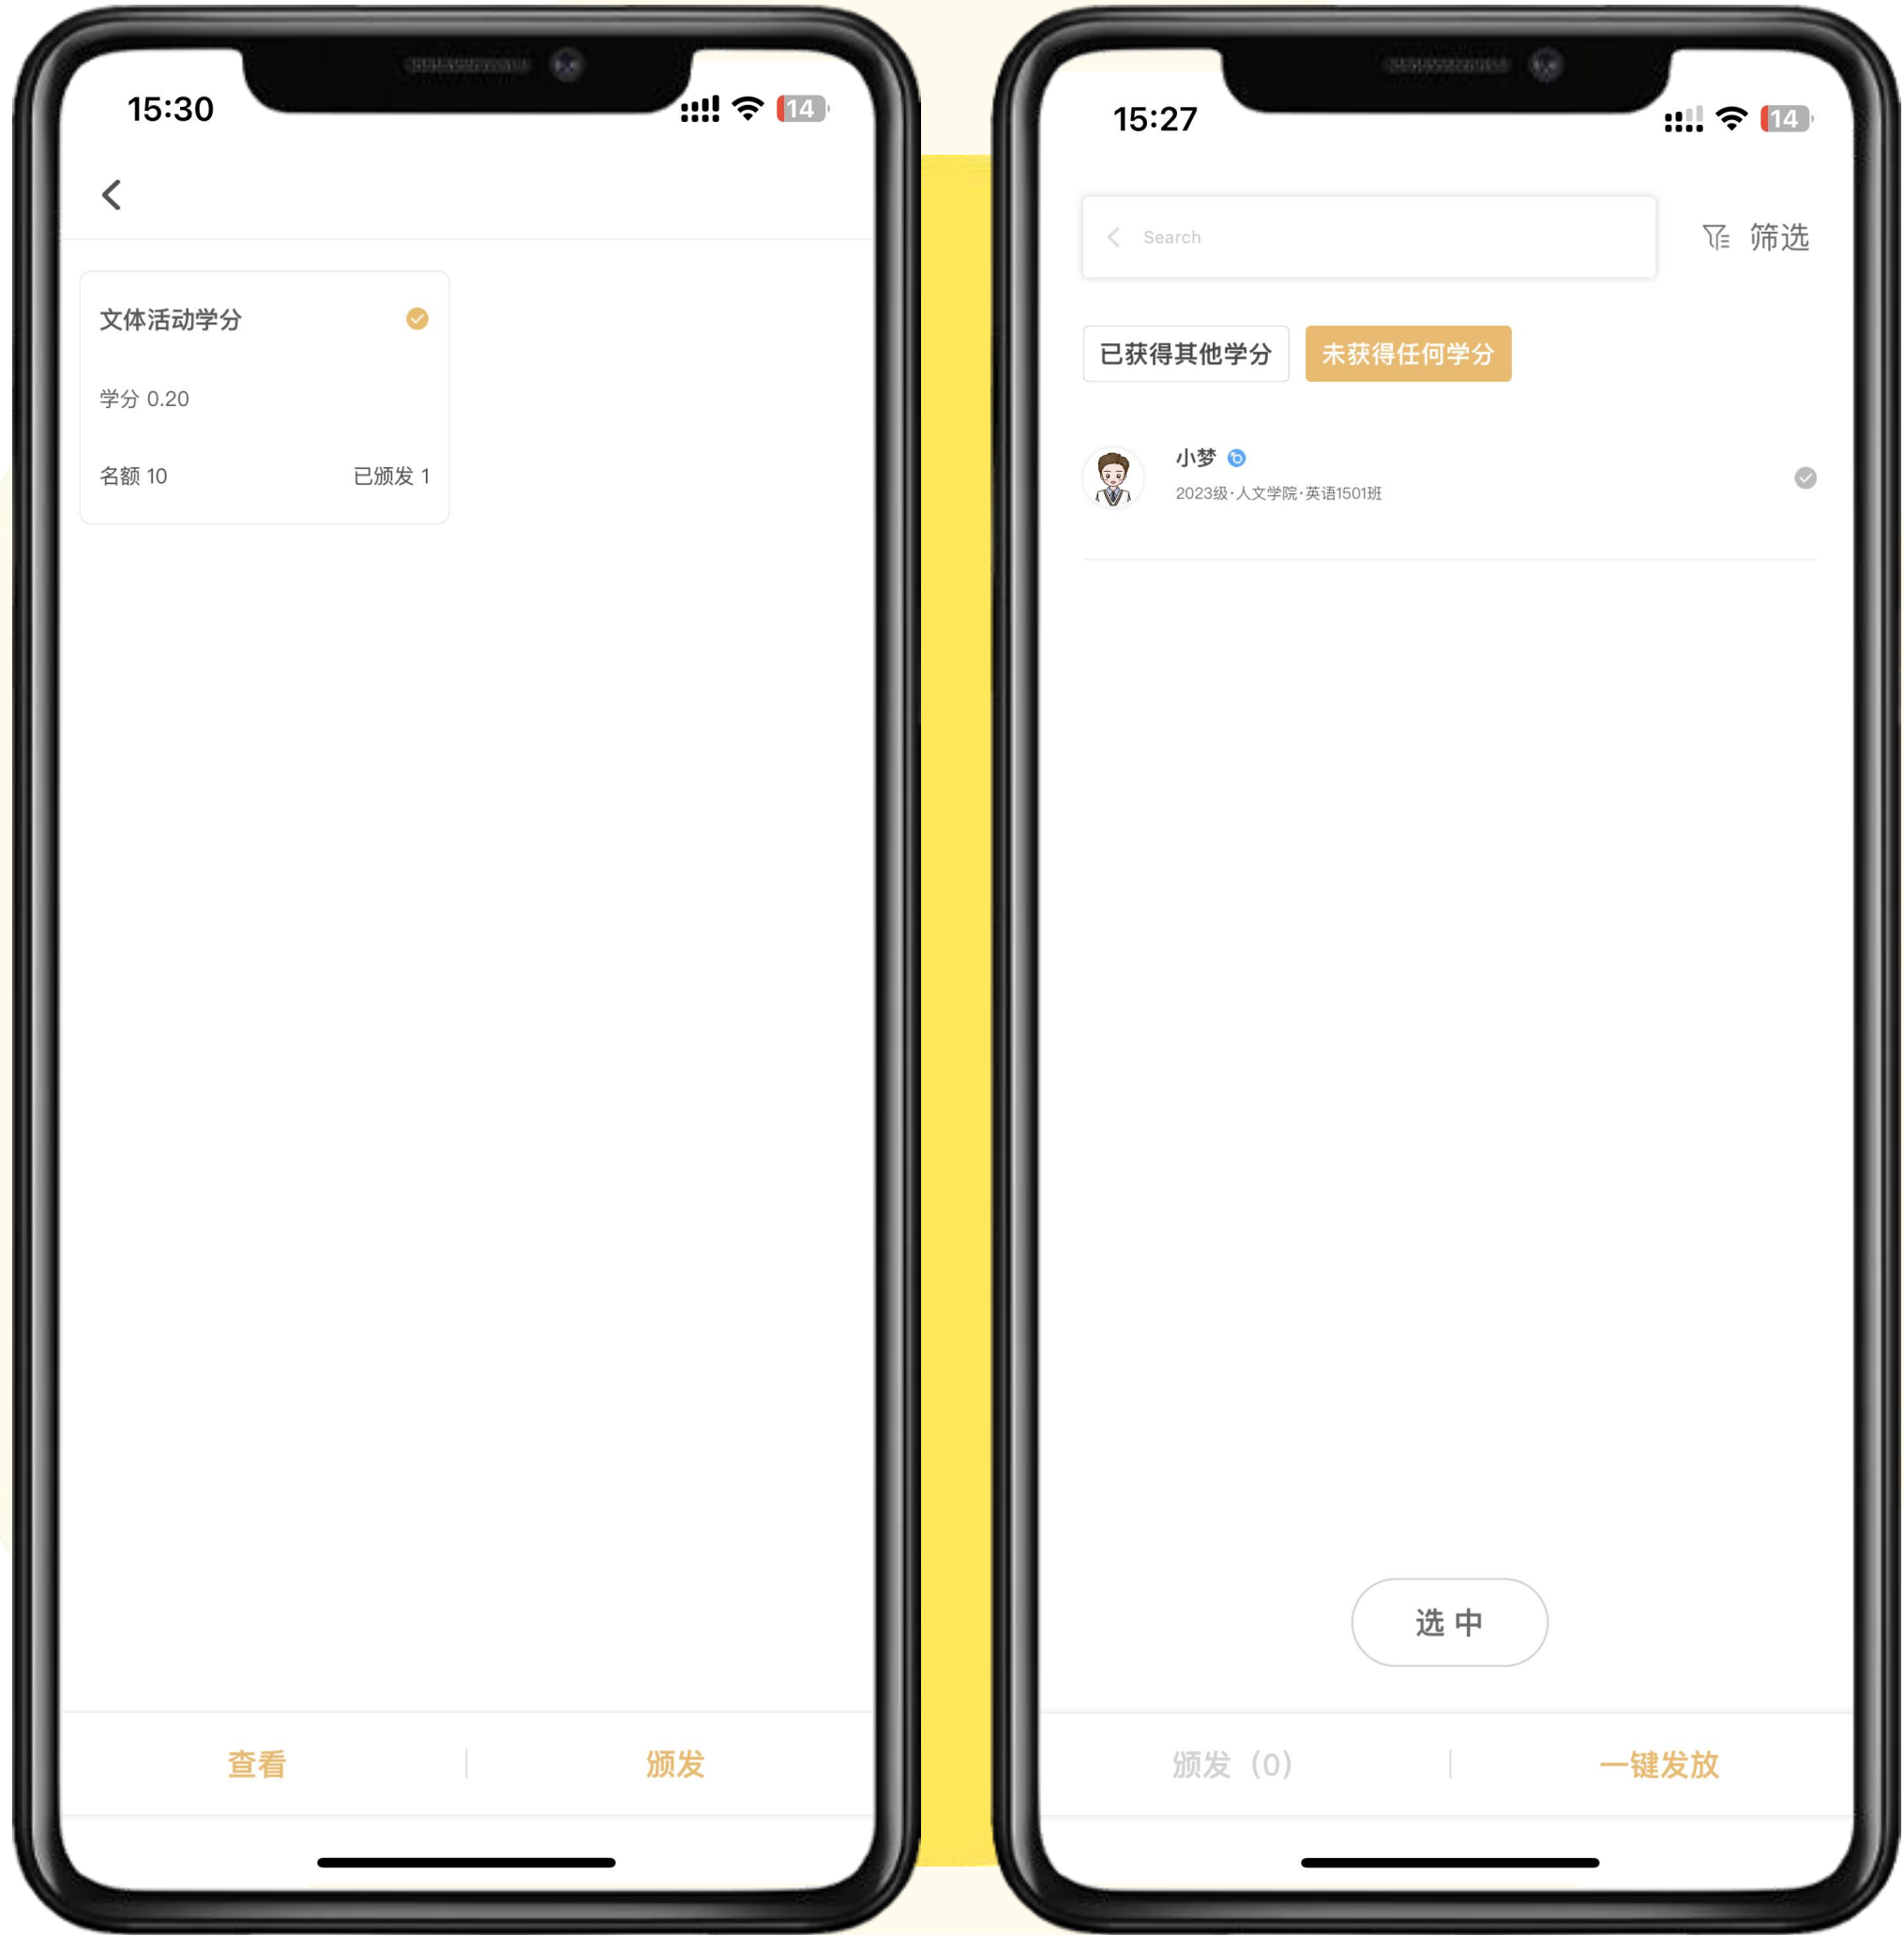 15:30
14
文体活动学分
学分 0.20
名额 10 已颁发 1
查看 颁发
15:27
14
Search
筛选
已获得其他学分 未获得任何学分
小梦
2023级·人文学院·英语1501班
选中
颁发（0） 一键发放